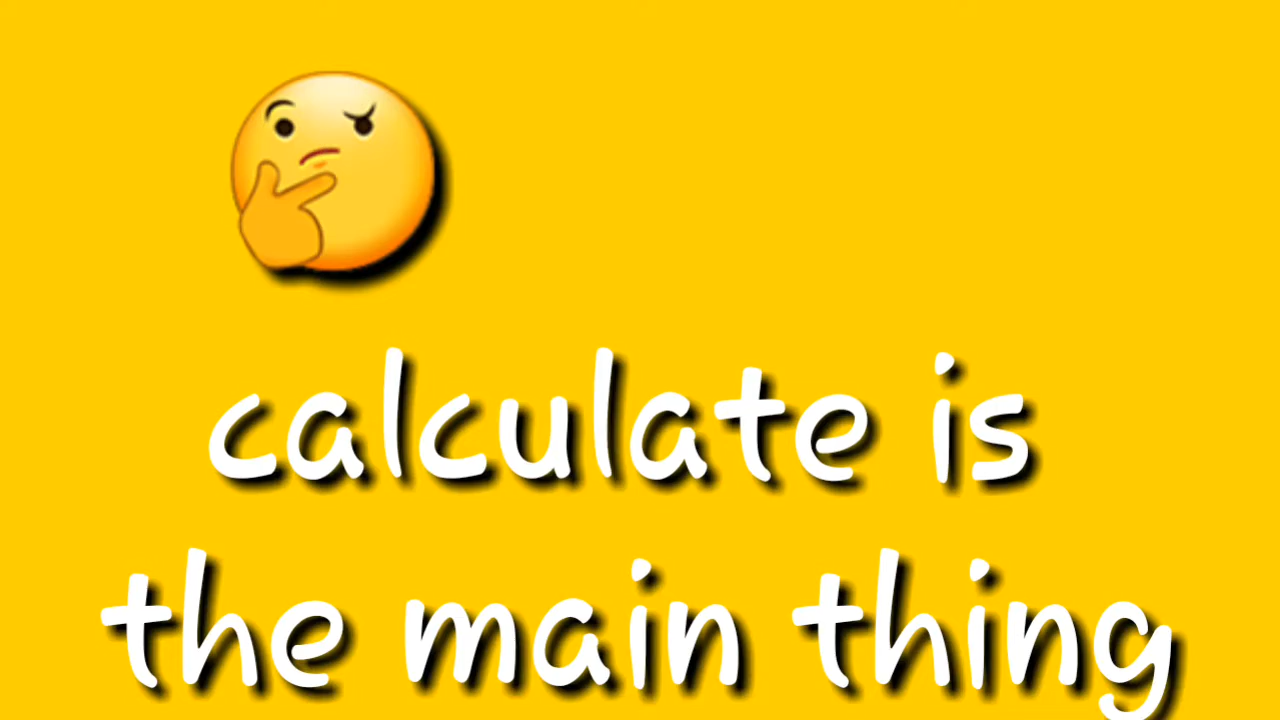 calculate is
the main thing